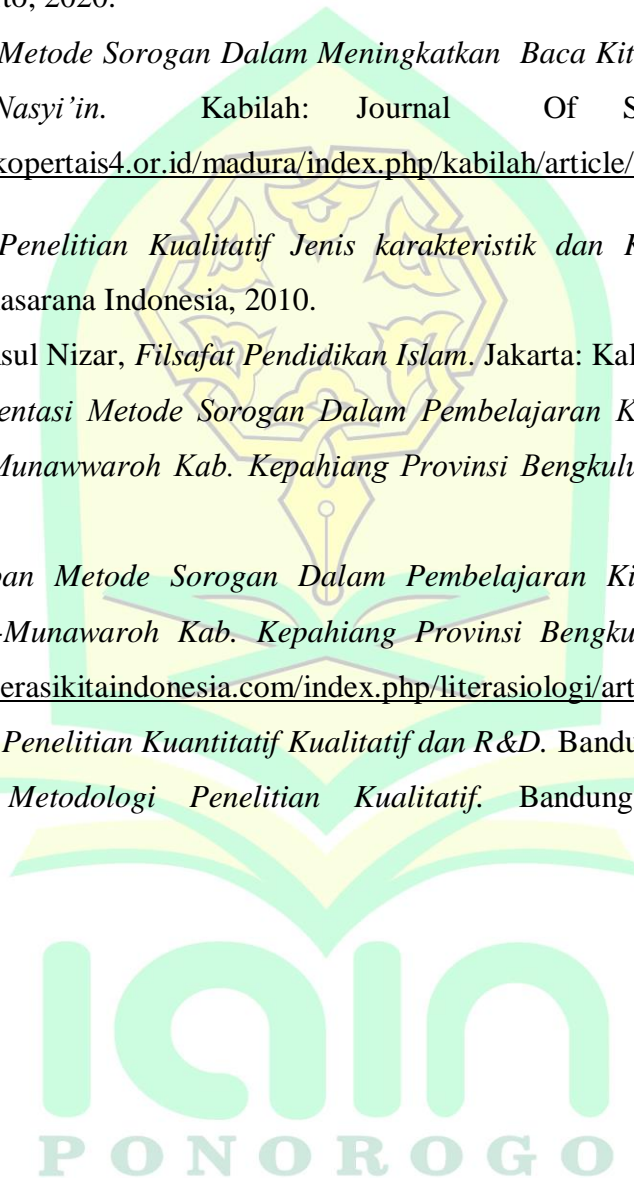 to, 2020.
Metode Sorogan Dalam Meningkatkan Baca Kit
Nasyi’in. Kabilah: Journal Of S
kopertais4.or.id/madura/index.php/kabilah/article/
Penelitian Kualitatif Jenis karakteristik dan K
asarana Indonesia, 2010.
sul Nizar, Filsafat Pendidikan Islam. Jakarta: Kal
entasi Metode Sorogan Dalam Pembelajaran K
Munawwaroh Kab. Kepahiang Provinsi Bengkulu
an Metode Sorogan Dalam Pembelajaran Ki
-Munawaroh Kab. Kepahiang Provinsi Bengku
erasikitaindonesia.com/index.php/literasiologi/art
Penelitian Kuantitatif Kualitatif dan R&D. Bandu
Metodologi Penelitian Kualitatif. Bandung
iain
PONOROGO